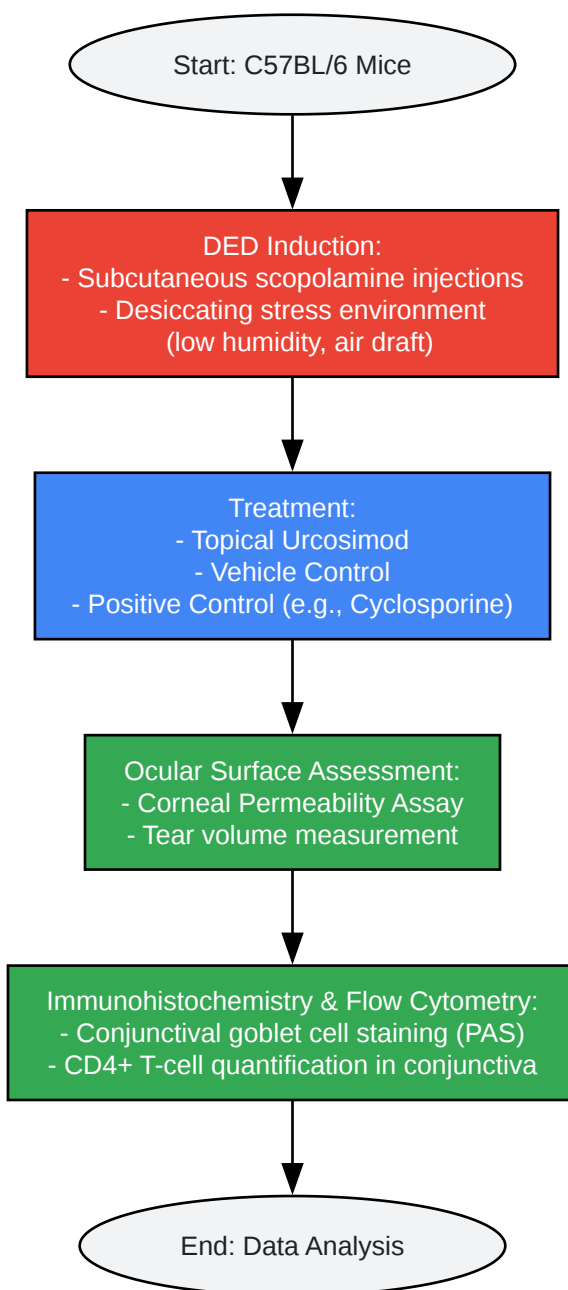 Start: C57BL/6 Mice
DED Induction:
- Subcutaneous scopolamine injections
- Desiccating stress environment
(low humidity, air draft)
Treatment:
- Topical Urcosimod
- Vehicle Control
- Positive Control (e.g., Cyclosporine)
Ocular Surface Assessment:
- Corneal Permeability Assay
- Tear volume measurement
Immunohistochemistry & Flow Cytometry:
- Conjunctival goblet cell staining (PAS)
- CD4+ T-cell quantification in conjunctiva
End: Data Analysis